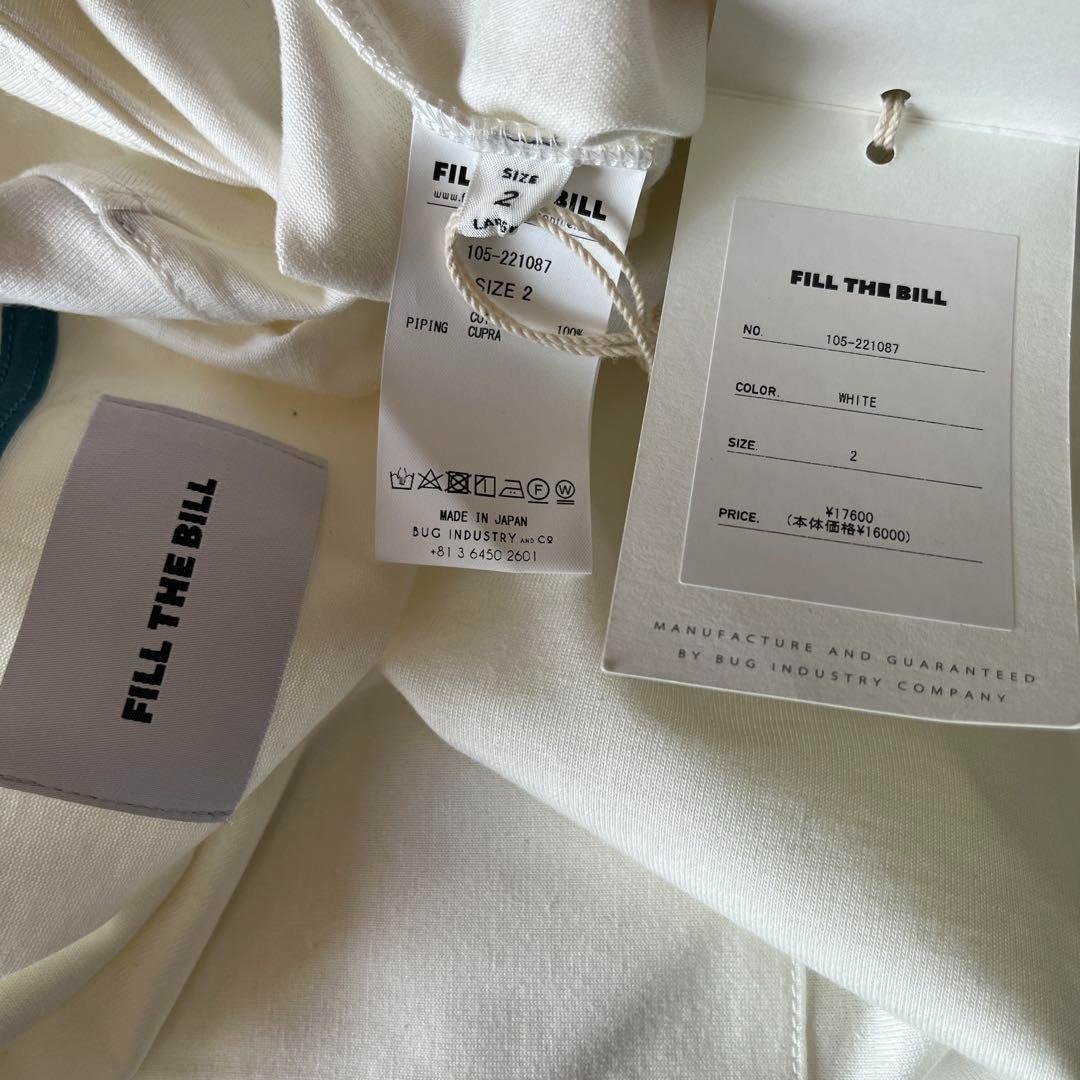 FIL BILL
SIZE
2
LARGE
105-221087
SIZE 2
PIPING CUPRA 100%
F W
MADE IN JAPAN
BUG INDUSTRY AND CO
+81 3 6450 2601
FILL THE BILL
NO. 105-221087
COLOR. WHITE
SIZE. 2
PRICE. ¥17600
(本体価格¥16000)
MANUFACTURE AND GUARANTEED
BY BUG INDUSTRY COMPANY
FILL THE BILL